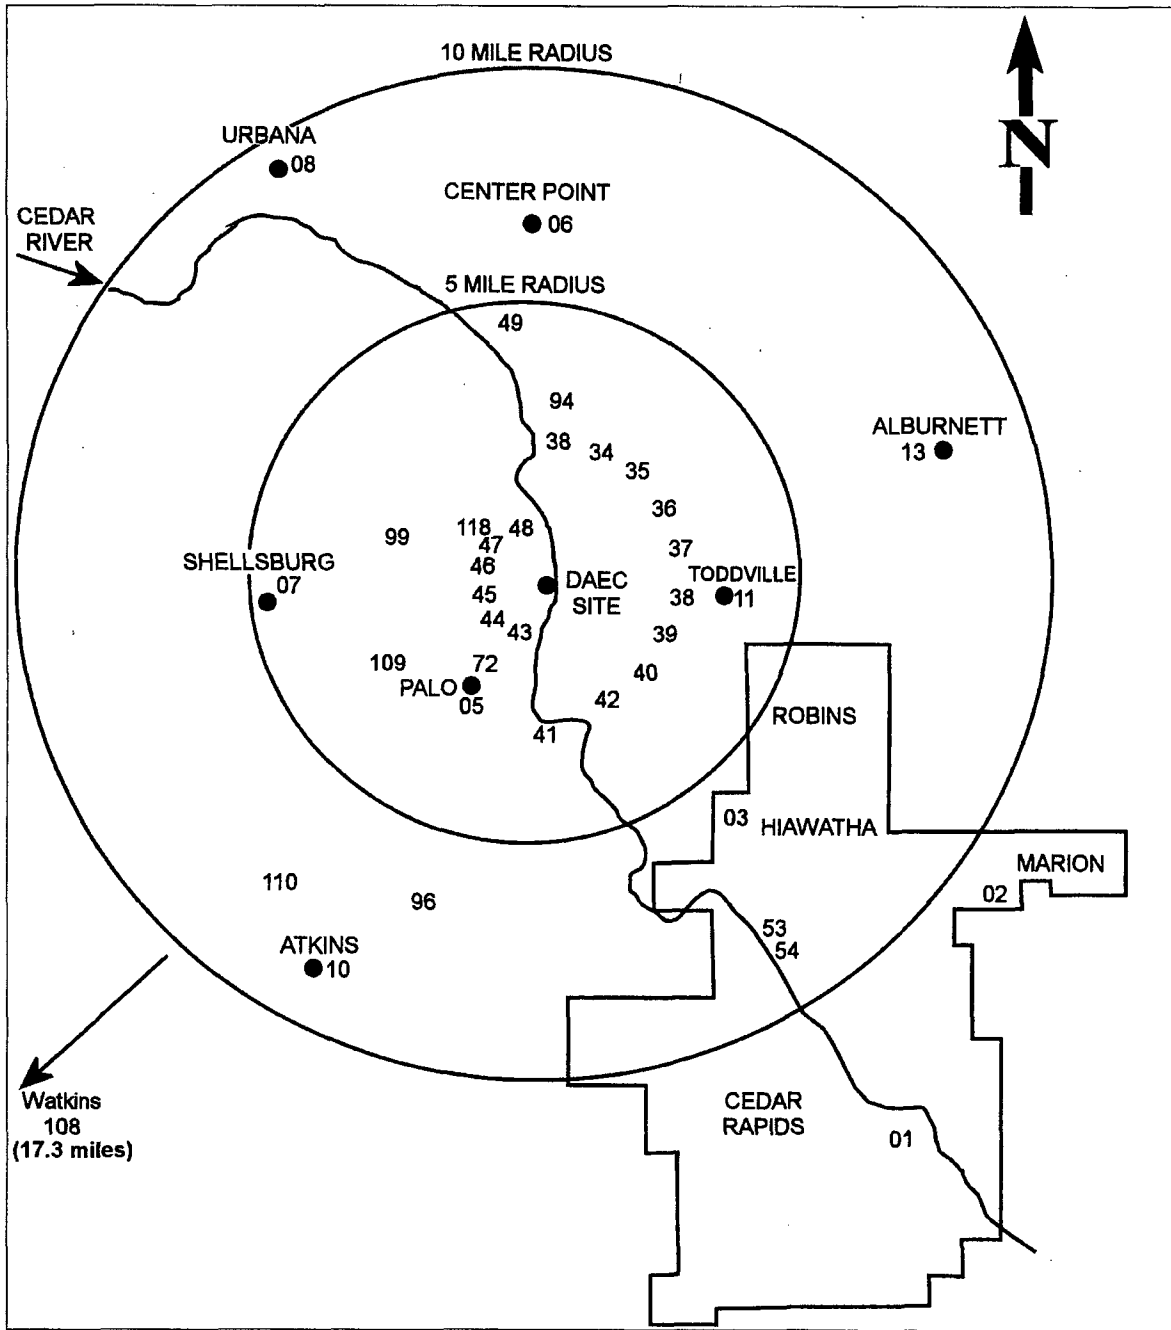 10 MILE RADIUS
N
URBANA
08
CENTER POINT
06
CEDAR
RIVER
5 MILE RADIUS
49
94
ALBURNETT
13
38
34
35
36
118
48
99
47
37
SHELLSBURG
07
46
DAEC
SITE
TODDVILLE
11
45
38
44
43
39
109
72
40
PALO
05
42
41
ROBINS
03
HIAWATHA
MARION
02
110
96
53
54
ATKINS
10
Watkins
108
(17.3 miles)
CEDAR
RAPIDS
01